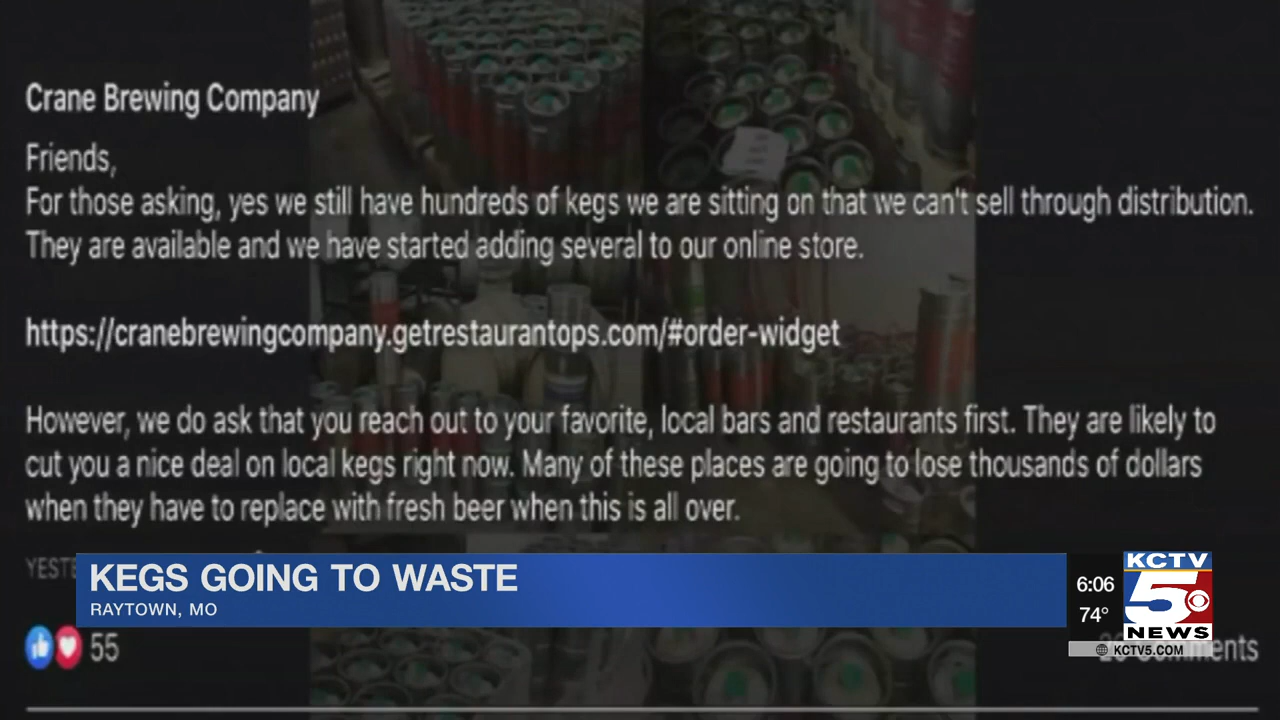 Crane Brewing Company
Friends,
For those asking, yes we still have hundreds of kegs we are sitting on that we can't sell through distribution.
They are available and we have started adding several to our online store.
https://cranebrewingcompany.getrestaurantops.com/#order-widget
However, we do ask that you reach out to your favorite, local bars and restaurants first. They are likely to
cut you a nice deal on local kegs right now. Many of these places are going to lose thousands of dollars
when they have to replace with fresh beer when this is all over.
KEGS GOING TO WASTE
RAYTOWN, MO
6:06
74°
KCTV
5
NEWS
KCTV5.COM
55